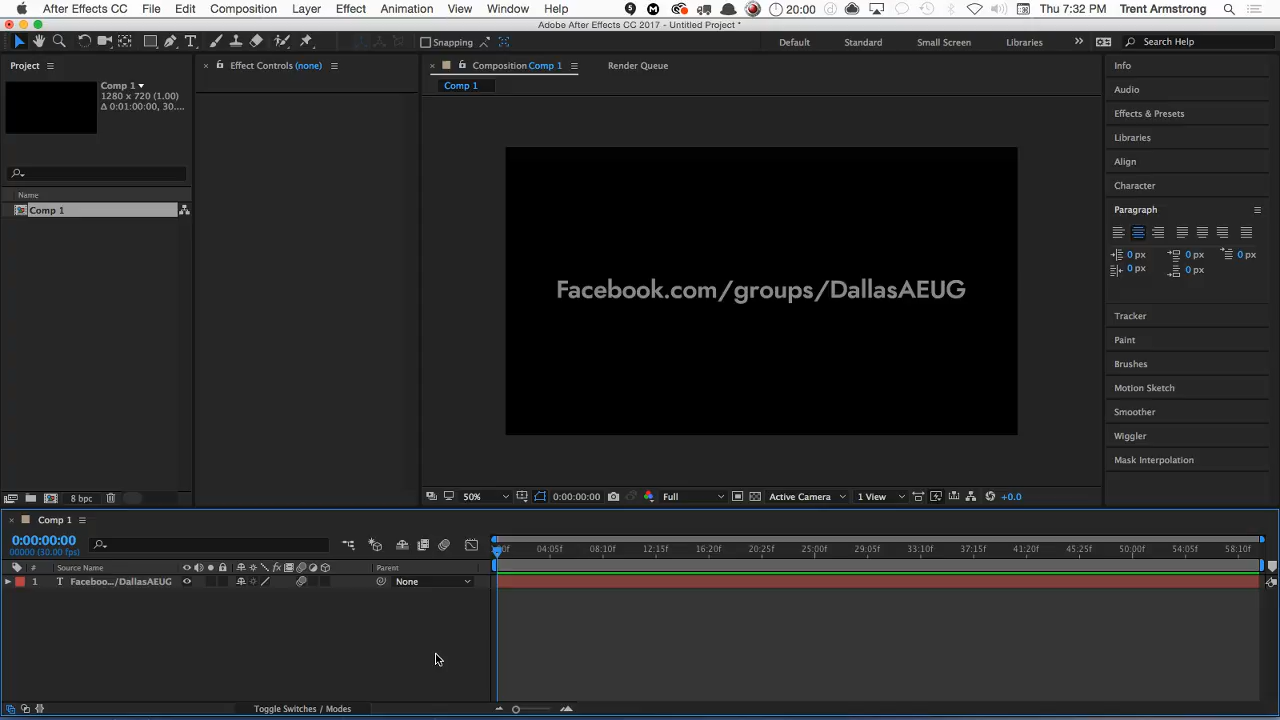 After Effects CC File Edit Composition Layer Effect Animation View Window Help 20:00 Thu 7:32 PM Trent Armstrong
Adobe After Effects CC 2017 - Untitled Project *
Snapping Default Standard Small Screen Libraries Search Help
Project Effect Controls (none) Composition Comp 1 Render Queue Info
Comp 1 Comp 1
1280 x 720 (1.00)
Δ 0:01:00:00, 30....
Audio
Effects & Presets
Libraries
Align
Character
Name
Comp 1
Paragraph
0 px 0 px 0 px
0 px 0 px
Facebook.com/groups/DallasAEUG
Tracker
Paint
Brushes
Motion Sketch
Smoother
Wiggler
Mask Interpolation
8 bpc 50% 0:00:00:00 Full Active Camera 1 View +0.0
Comp 1
0:00:00:00
00000 (30.00 fps)
:00f 04:05f 08:10f 12:15f 16:20f 20:25f 25:00f 29:05f 33:10f 37:15f 41:20f 45:25f 50:00f 54:05f 58:10f
# Source Name fx Parent
1 T Faceboo.../DallasAEUG None
Toggle Switches / Modes